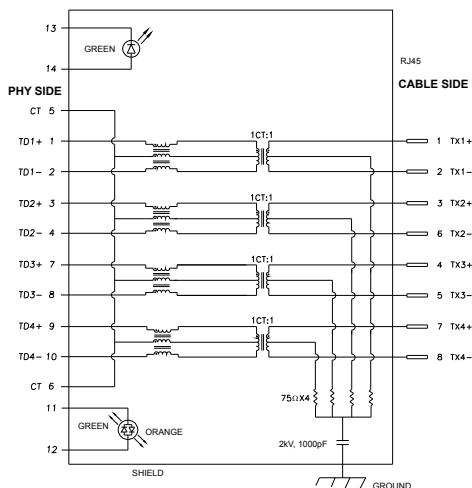 13
GREEN
14
RJ45
PHY SIDE
CABLE SIDE
CT 5
1CT:1
TD1+ 1
1 TX1+
TD1- 2
2 TX1-
1CT:1
TD2+ 3
3 TX2+
TD2- 4
6 TX2-
1CT:1
TD3+ 7
4 TX3+
TD3- 8
5 TX3-
1CT:1
TD4+ 9
7 TX4+
TD4- 10
8 TX4-
CT 6
75ΩX4
11
GREEN
ORANGE
12
2kV, 1000pF
SHIELD
GROUND